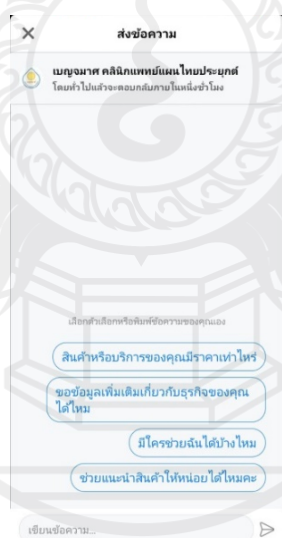 ส่งข้อความ
เบญจมาศ คลินิกแพทย์แผนไทยประยุกต์
โดยทั่วไปแล้วจะตอบกลับภายในหนึ่งชั่วโมง
เลือกตัวเลือกหรือพิมพ์ข้อความของคุณเอง
สินค้าหรือบริการของคุณมีราคาเท่าไหร่
ขอข้อมูลเพิ่มเติมเกี่ยวกับธุรกิจของคุณ
ได้ไหม
มีใครช่วยฉันได้บ้างไหม
ช่วยแนะนำสินค้าให้หน่อยได้ไหมคะ
เขียนข้อความ...